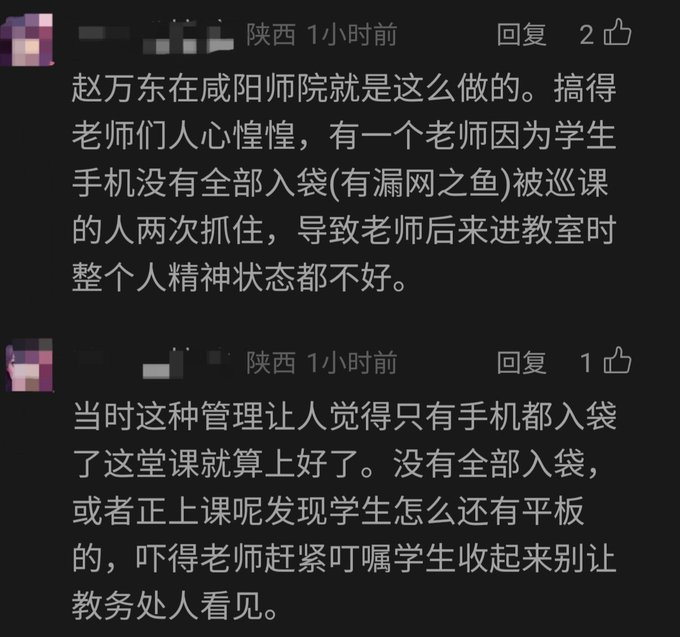 陕西 1小时前 回复 2
赵万东在咸阳师院就是这么做的。搞得
老师们人心惶惶，有一个老师因为学生
手机没有全部入袋(有漏网之鱼)被巡课
的人两次抓住，导致老师后来进教室时
整个人精神状态都不好。
陕西 1小时前 回复 1
当时这种管理让人觉得只有手机都入袋
了这堂课就算上好了。没有全部入袋，
或者正上课呢发现学生怎么还有平板
的，吓得老师赶紧叮嘱学生收起来别让
教务处人看见。